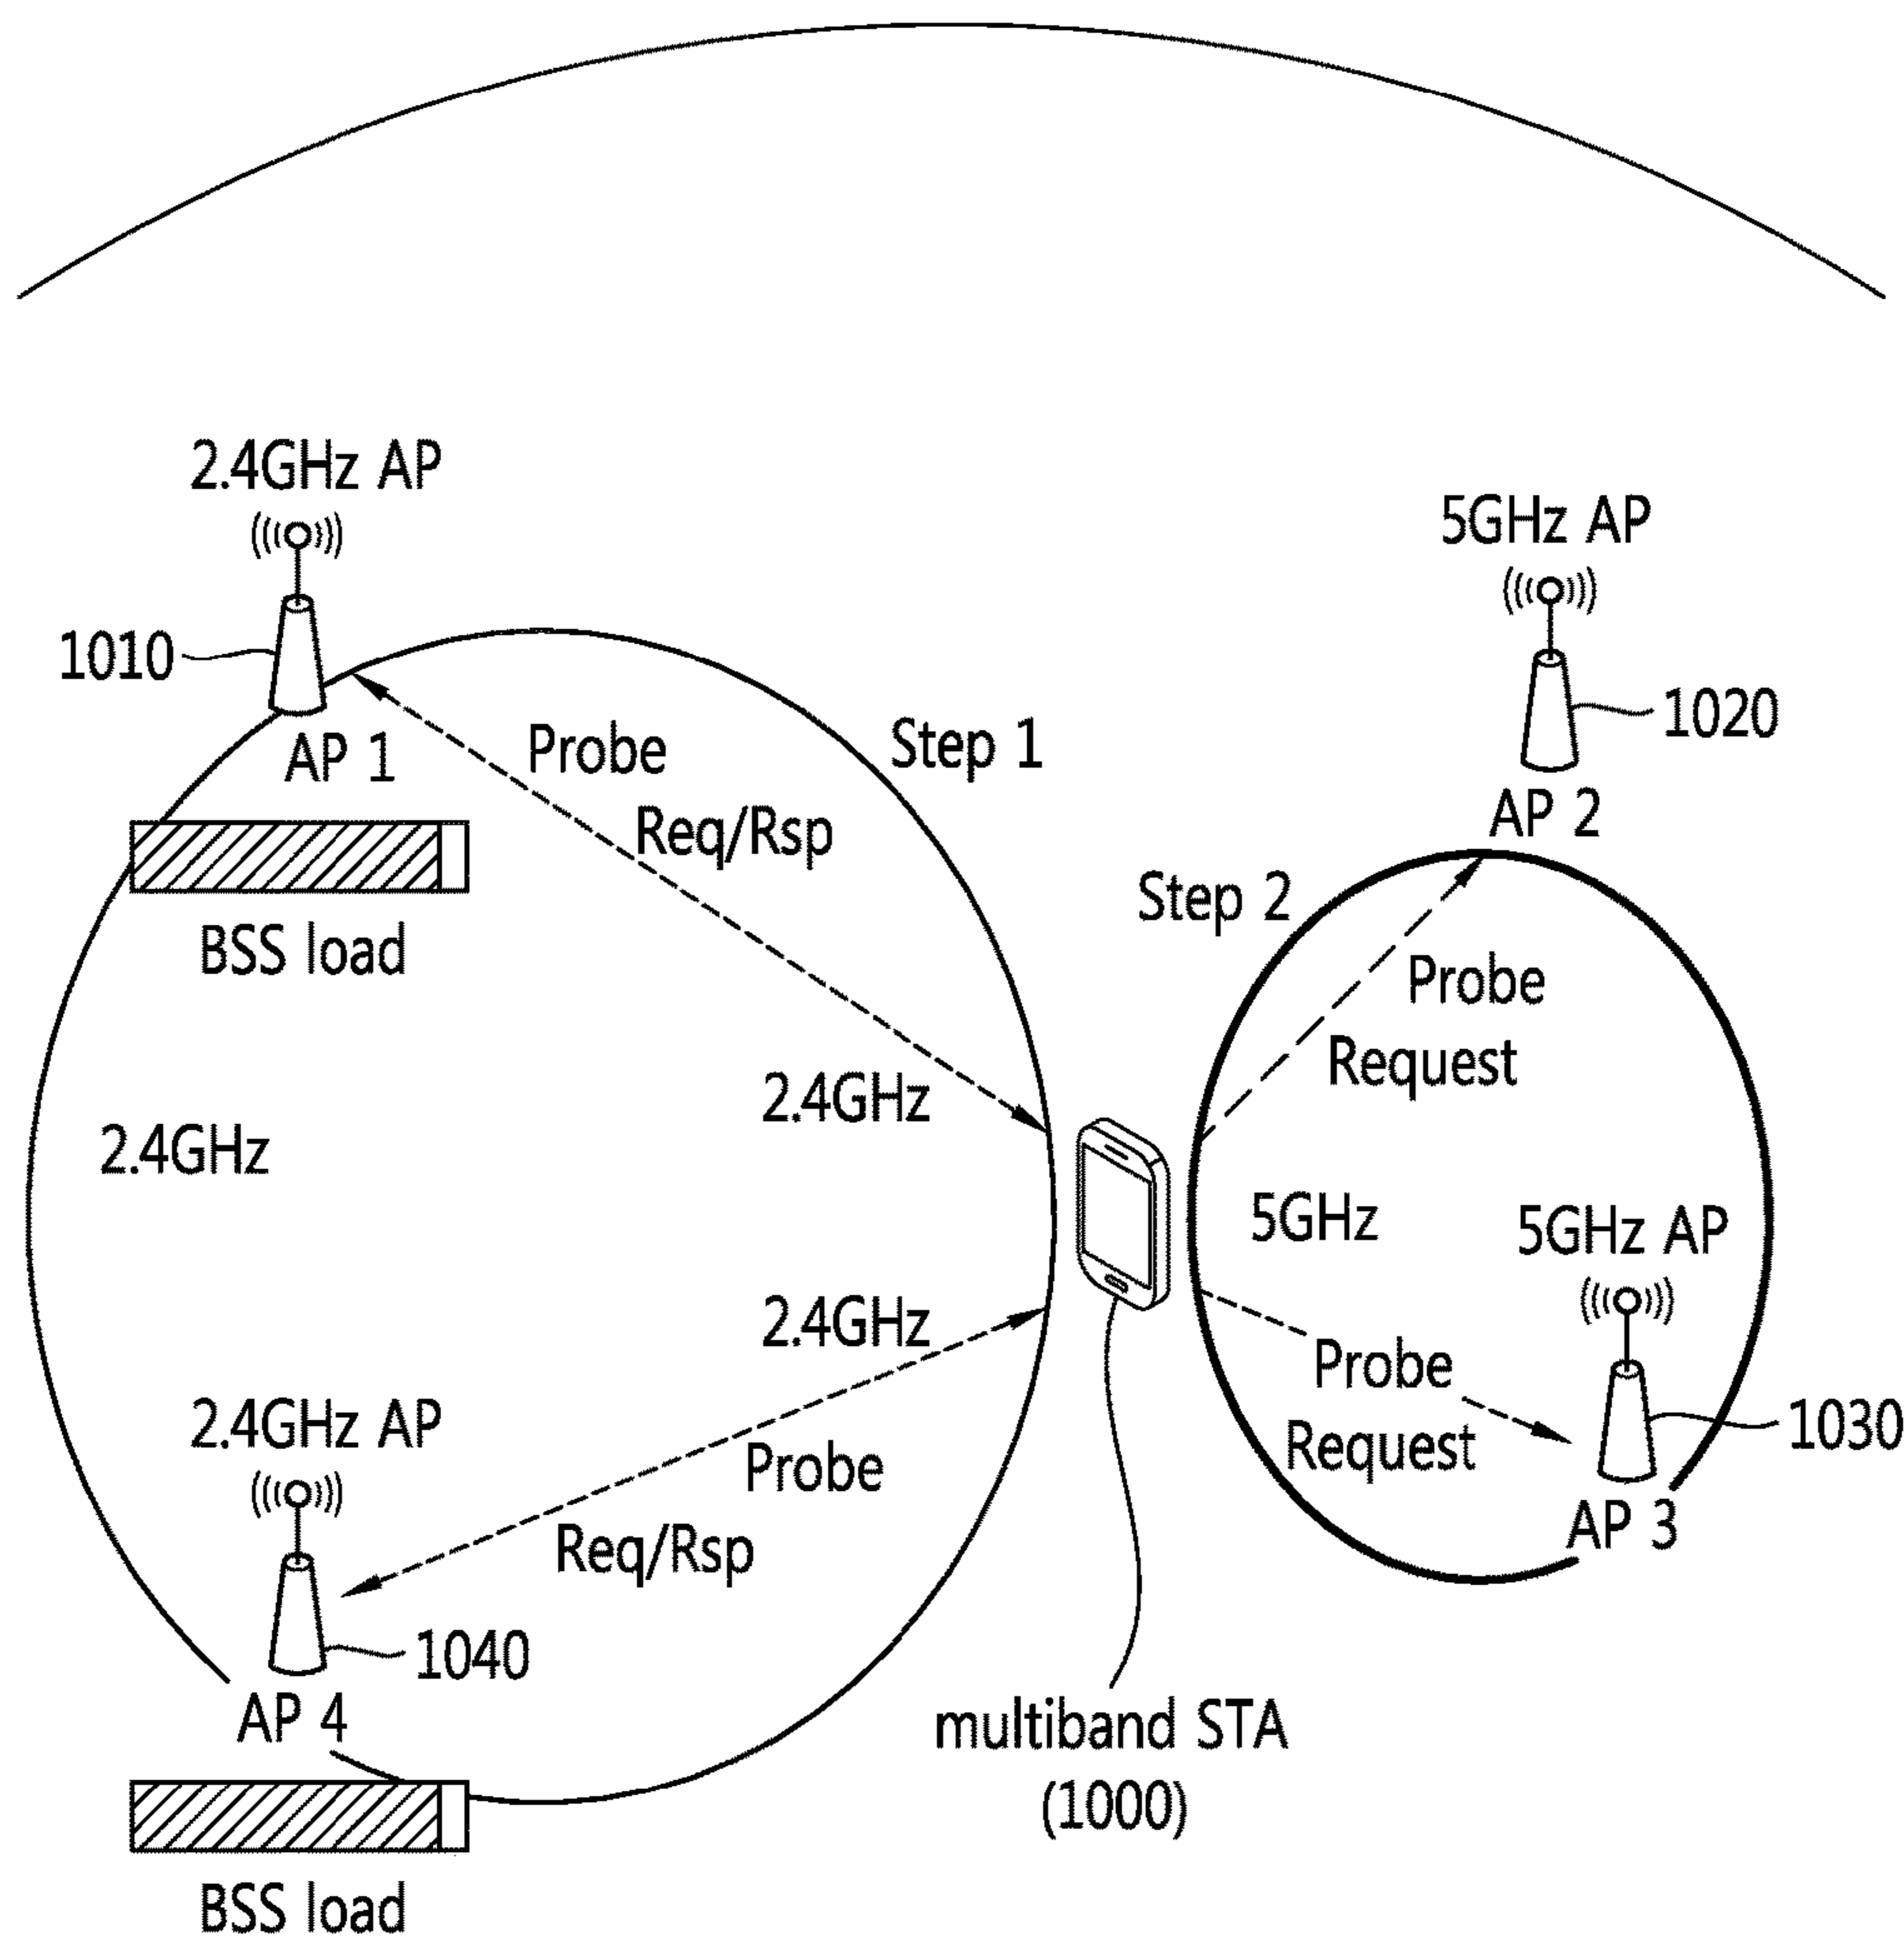 2.4GHz AP
5GHz AP
1010
1020
AP 1
Probe
Step 1
AP 2
Req/Rsp
Step 2
BSS load
Probe
Request
2.4GHz
2.4GHz
5GHz
5GHz AP
2.4GHz
Probe
2.4GHz AP
1030
Request
Probe
AP 3
Req/Rsp
1040
AP 4
multiband STA
(1000)
BSS load